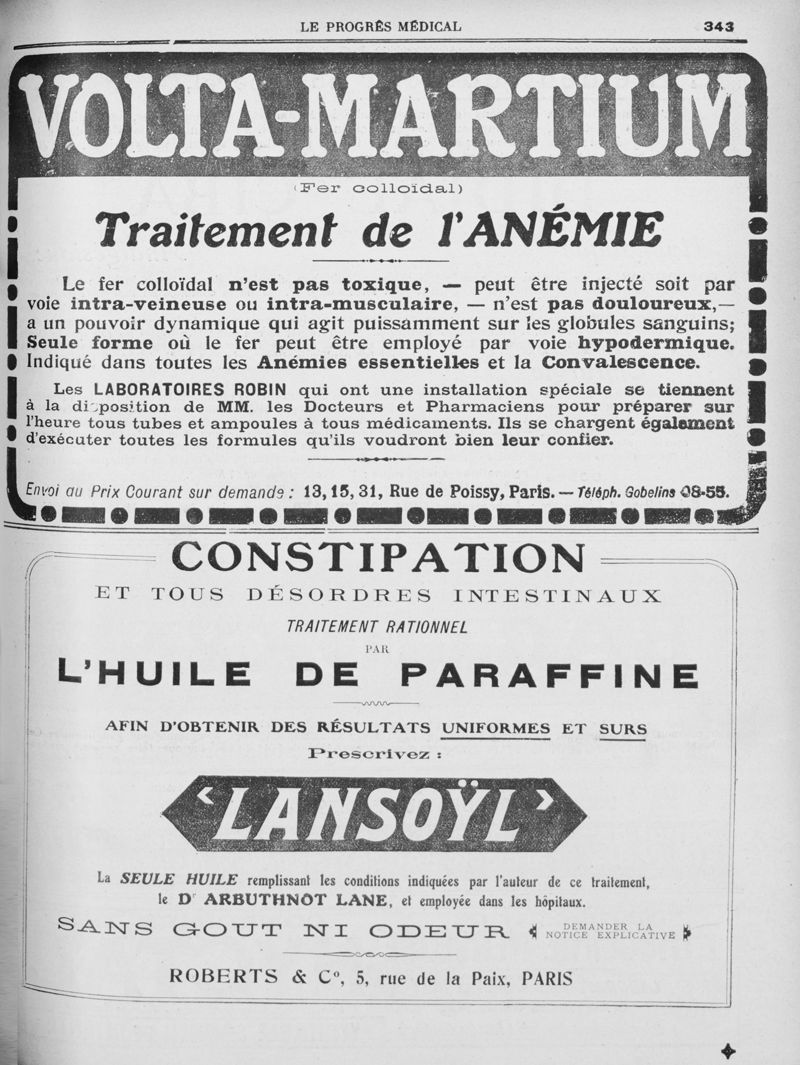 LE PROGRÊS MÉDICAL 343
VOLTA-MARTIUM
(Fer colloïdal)
Traitement de l'ANÉMIE
Le fer colloïdal n'est pas toxique, — peut être injecté soit par
voie intra-veineuse ou intra-musculaire, — n'est pas douloureux,—
a un pouvoir dynamique qui agit puissamment sur les globules sanguins;
Seule forme où le fer peut être employé par voie hypodermique.
Indiqué dans toutes les Anémies essentielles et la Convalescence.
Les LABORATOIRES ROBIN qui ont une installation spéciale se tiennent
à la disposition de MM. les Docteurs et Pharmaciens pour préparer sur
l'heure tous tubes et ampoules à tous médicaments. Ils se chargent également
d'exécuter toutes les formules qu'ils voudront bien leur confier.
Envoi au Prix Courant sur demande : 13, 15, 31, Rue de Poissy, Paris. — Téléph. Gobelins 08-55.
CONSTIPATION
ET TOUS DÉSORDRES INTESTINAUX
TRAITEMENT RATIONNEL
PAR
L'HUILE DE PARAFFINE
AFIN D'OBTENIR DES RÉSULTATS UNIFORMES ET SURS
Prescrivez :
‹LANSOŸL›
La SEULE HUILE remplissant les conditions indiquées par l'auteur de ce traitement,
le Dr ARBUTHNOT LANE, et employée dans les hôpitaux.
SANS GOUT NI ODEUR
DEMANDER LA
NOTICE EXPLICATIVE
ROBERTS & Cº, 5, rue de la Paix, PARIS